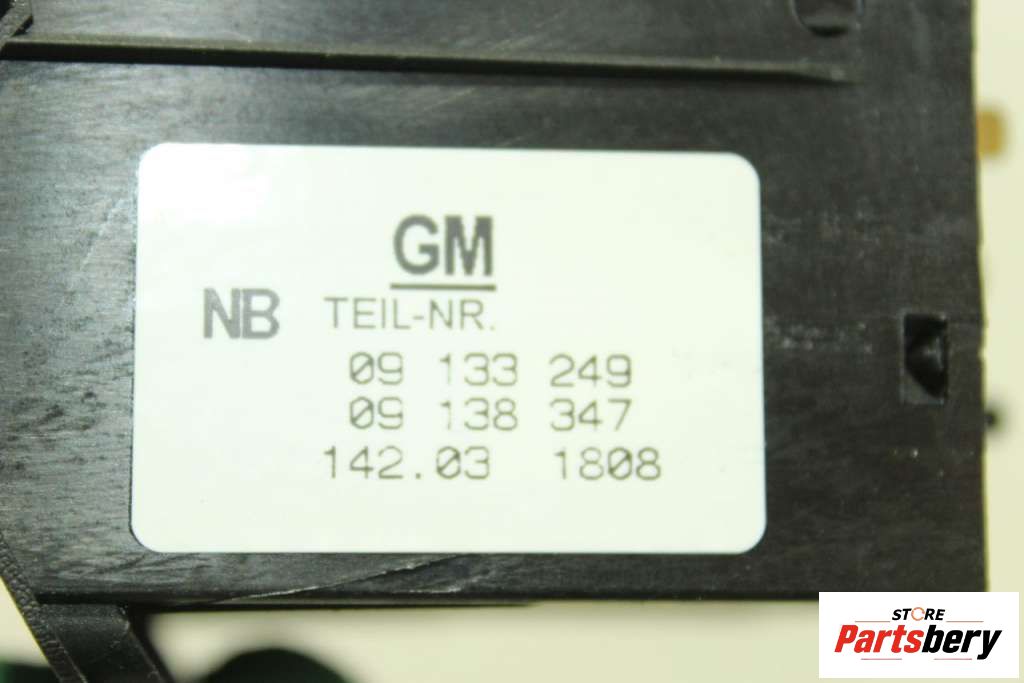 GM
NB TEIL-NR.
09 133 249
09 138 347
142.03 1808
STORE
Partsbery